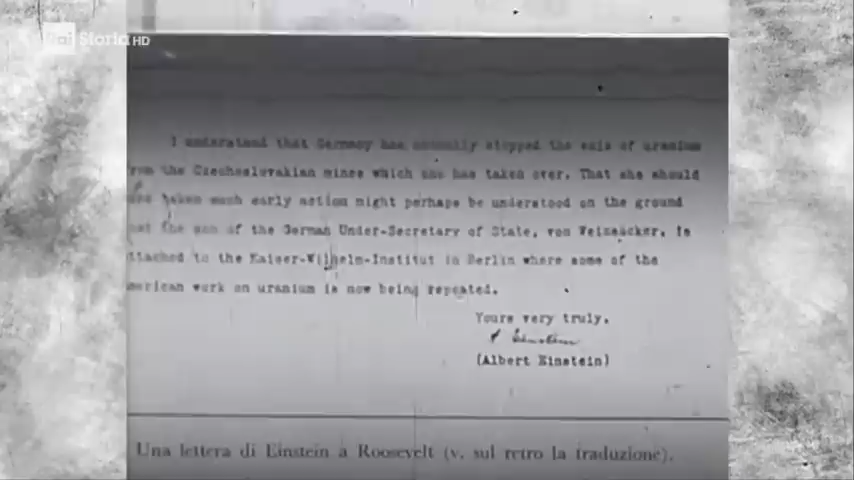 Rai Storia HD
I understand that Germany has actually stopped the sale of uranium
from the Czechoslovakian mines which she has taken over. That she should
have taken such early action might perhaps be understood on the ground
that the son of the German Under-Secretary of State, von Weizsäcker, is
attached to the Kaiser-Wilhelm-Institut in Berlin where some of the
American work on uranium is now being repeated.
Yours very truly,
A Einstein
(Albert Einstein)
Una lettera di Einstein a Roosevelt (v. sul retro la traduzione).